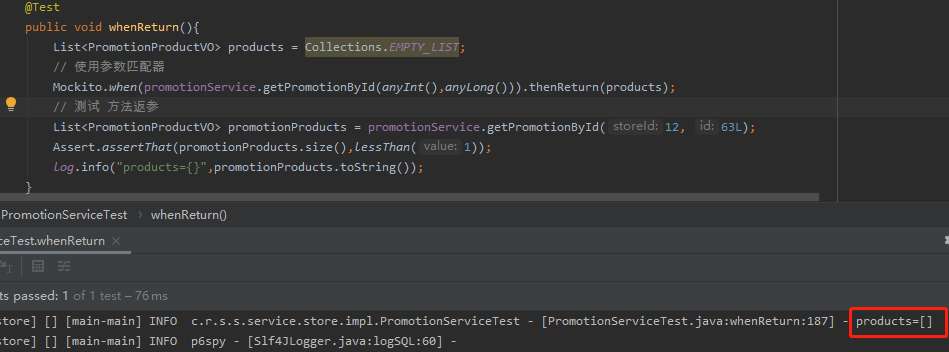 @Test
public void whenReturn(){
List<PromotionProductVO> products = Collections.EMPTY_LIST;
// 使用参数匹配器
Mockito.when(promotionService.getPromotionById(anyInt(),anyLong())).thenReturn(products);
// 测试 方法返参
List<PromotionProductVO> promotionProducts = promotionService.getPromotionById( storeId: 12, id: 63L);
Assert.assertThat(promotionProducts.size(),lessThan( value: 1));
log.info("products={}",promotionProducts.toString());
}
PromotionServiceTest › whenReturn()
ceTest.whenReturn ×
ts passed: 1 of 1 test – 76 ms
store] [] [main-main] INFO c.r.s.s.service.store.impl.PromotionServiceTest - [PromotionServiceTest.java:whenReturn:187] - products=[]
store] [] [main-main] INFO p6spy - [Slf4JLogger.java:logSQL:60] -